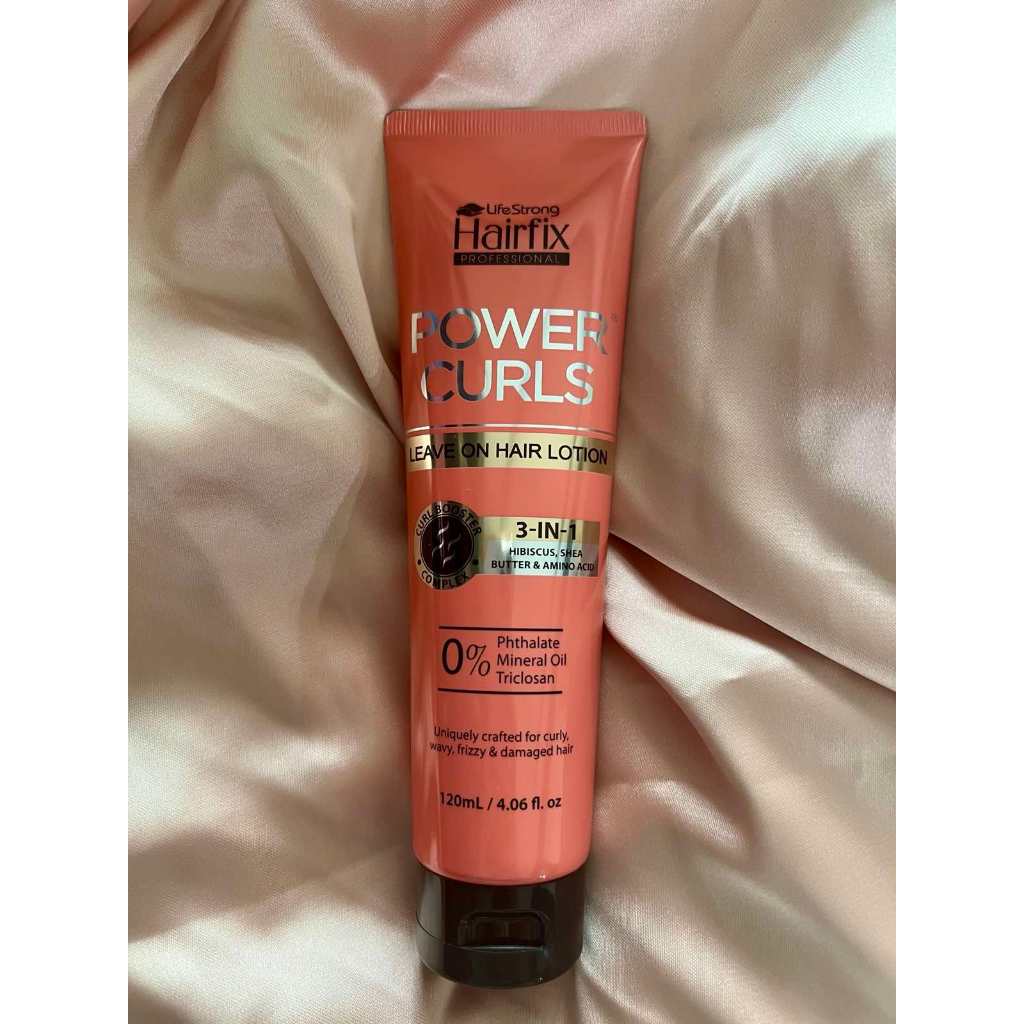 LifeStrong
Hairfix
PROFESSIONAL
POWER®
CURLS
LEAVE ON HAIR LOTION
CURL BOOSTER
COMPLEX
3-IN-1
HIBISCUS, SHEA
BUTTER & AMINO ACID
0%
Phthalate
Mineral Oil
Triclosan
Uniquely crafted for curly,
wavy, frizzy & damaged hair
120mL / 4.06 fl. oz